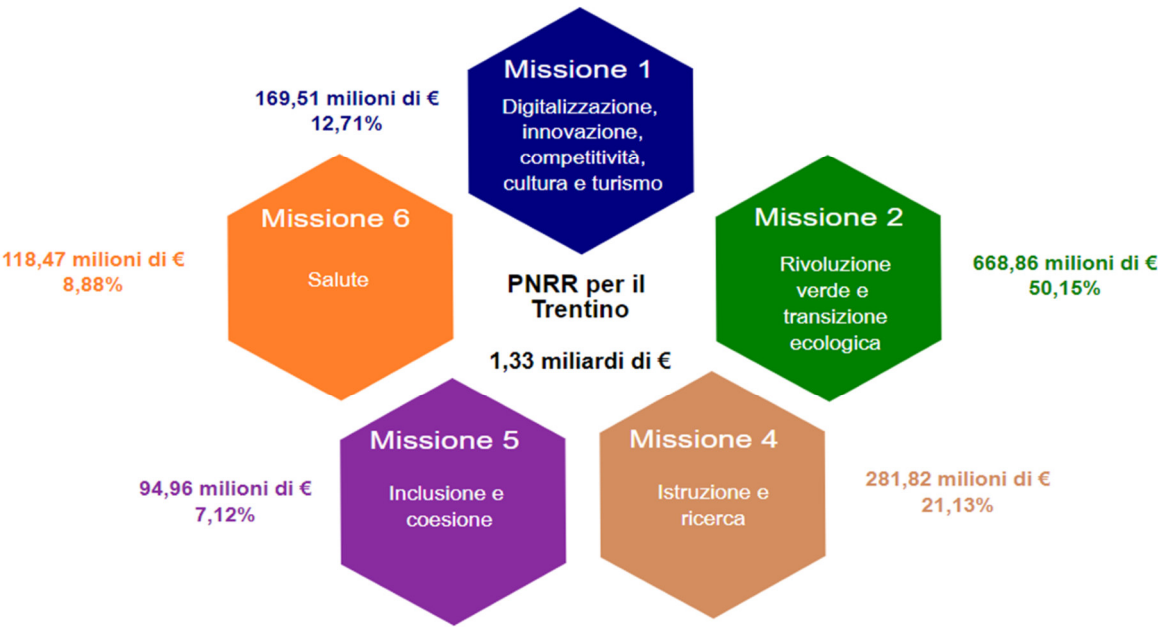 Missione 1
Digitalizzazione,
innovazione,
competitività,
cultura e turismo
169,51 milioni di €
12,71%
Missione 2
Rivoluzione
verde e
transizione
ecologica
668,86 milioni di €
50,15%
Missione 4
Istruzione e
ricerca
281,82 milioni di €
21,13%
Missione 5
Inclusione e
coesione
94,96 milioni di €
7,12%
Missione 6
Salute
118,47 milioni di €
8,88%
PNRR per il
Trentino
1,33 miliardi di €